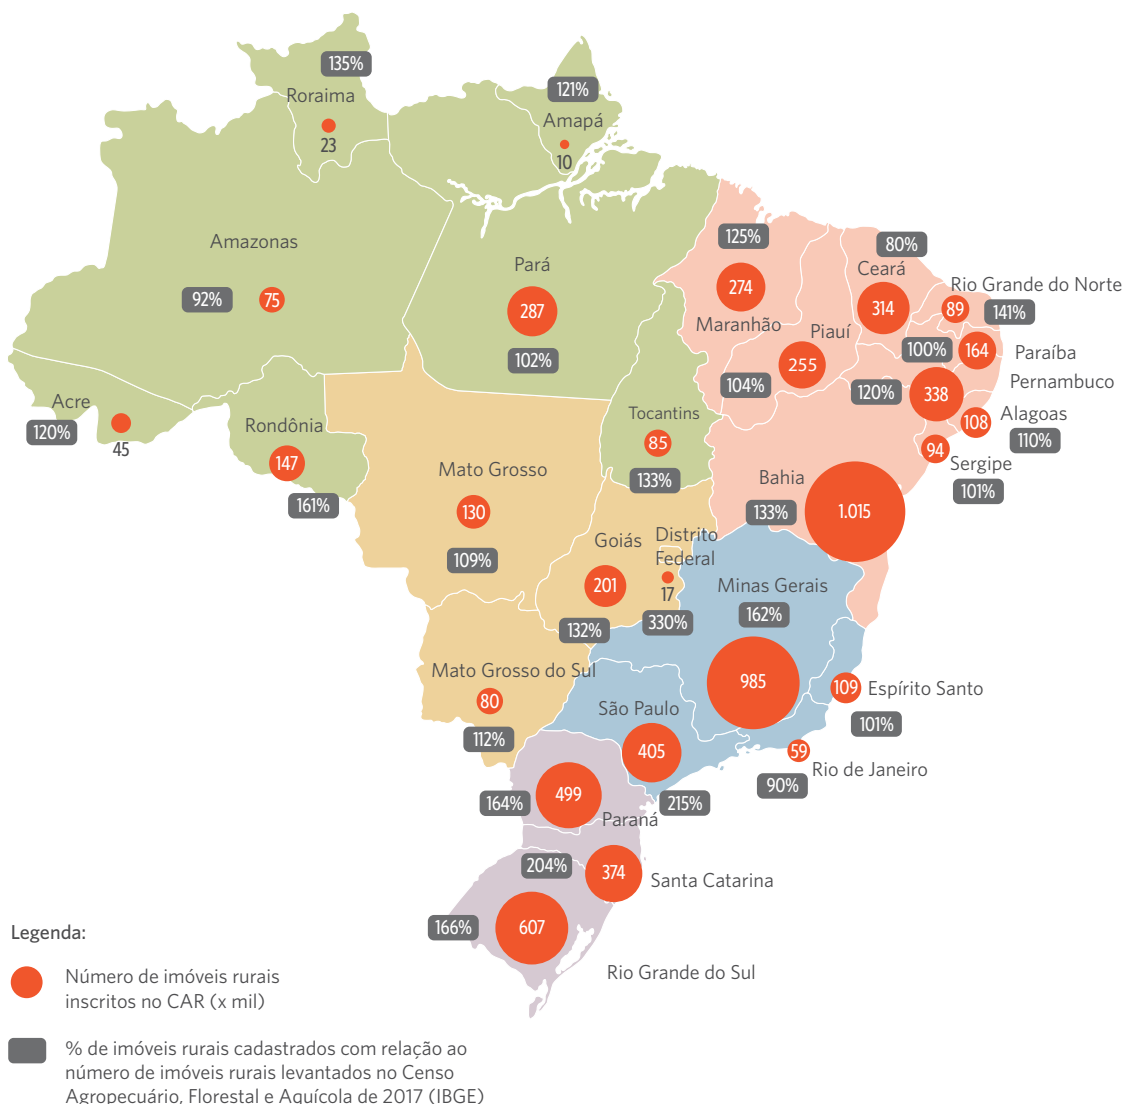 135%
Roraima
23
121%
Amapá
10
Amazonas
92%
75
Pará
287
102%
125%
274
Maranhão
80%
Ceará
314
Rio Grande do Norte
89
141%
Piauí
255
104%
100%
164
Paraíba
120%
338
Pernambuco
108
Alagoas
110%
94
Sergipe
101%
Acre
120%
45
Rondônia
147
161%
Tocantins
85
133%
Mato Grosso
130
109%
Bahia
133%
1.015
Goiás
201
132%
Distrito
Federal
17
330%
Minas Gerais
162%
985
Mato Grosso do Sul
80
112%
São Paulo
405
215%
109
Espírito Santo
101%
59
Rio de Janeiro
90%
499
164%
Paraná
204%
374
Santa Catarina
166%
607
Rio Grande do Sul
Legenda:
Número de imóveis rurais
inscritos no CAR (x mil)
% de imóveis rurais cadastrados com relação ao
número de imóveis rurais levantados no Censo
Agropecuário, Florestal e Aquícola de 2017 (IBGE)